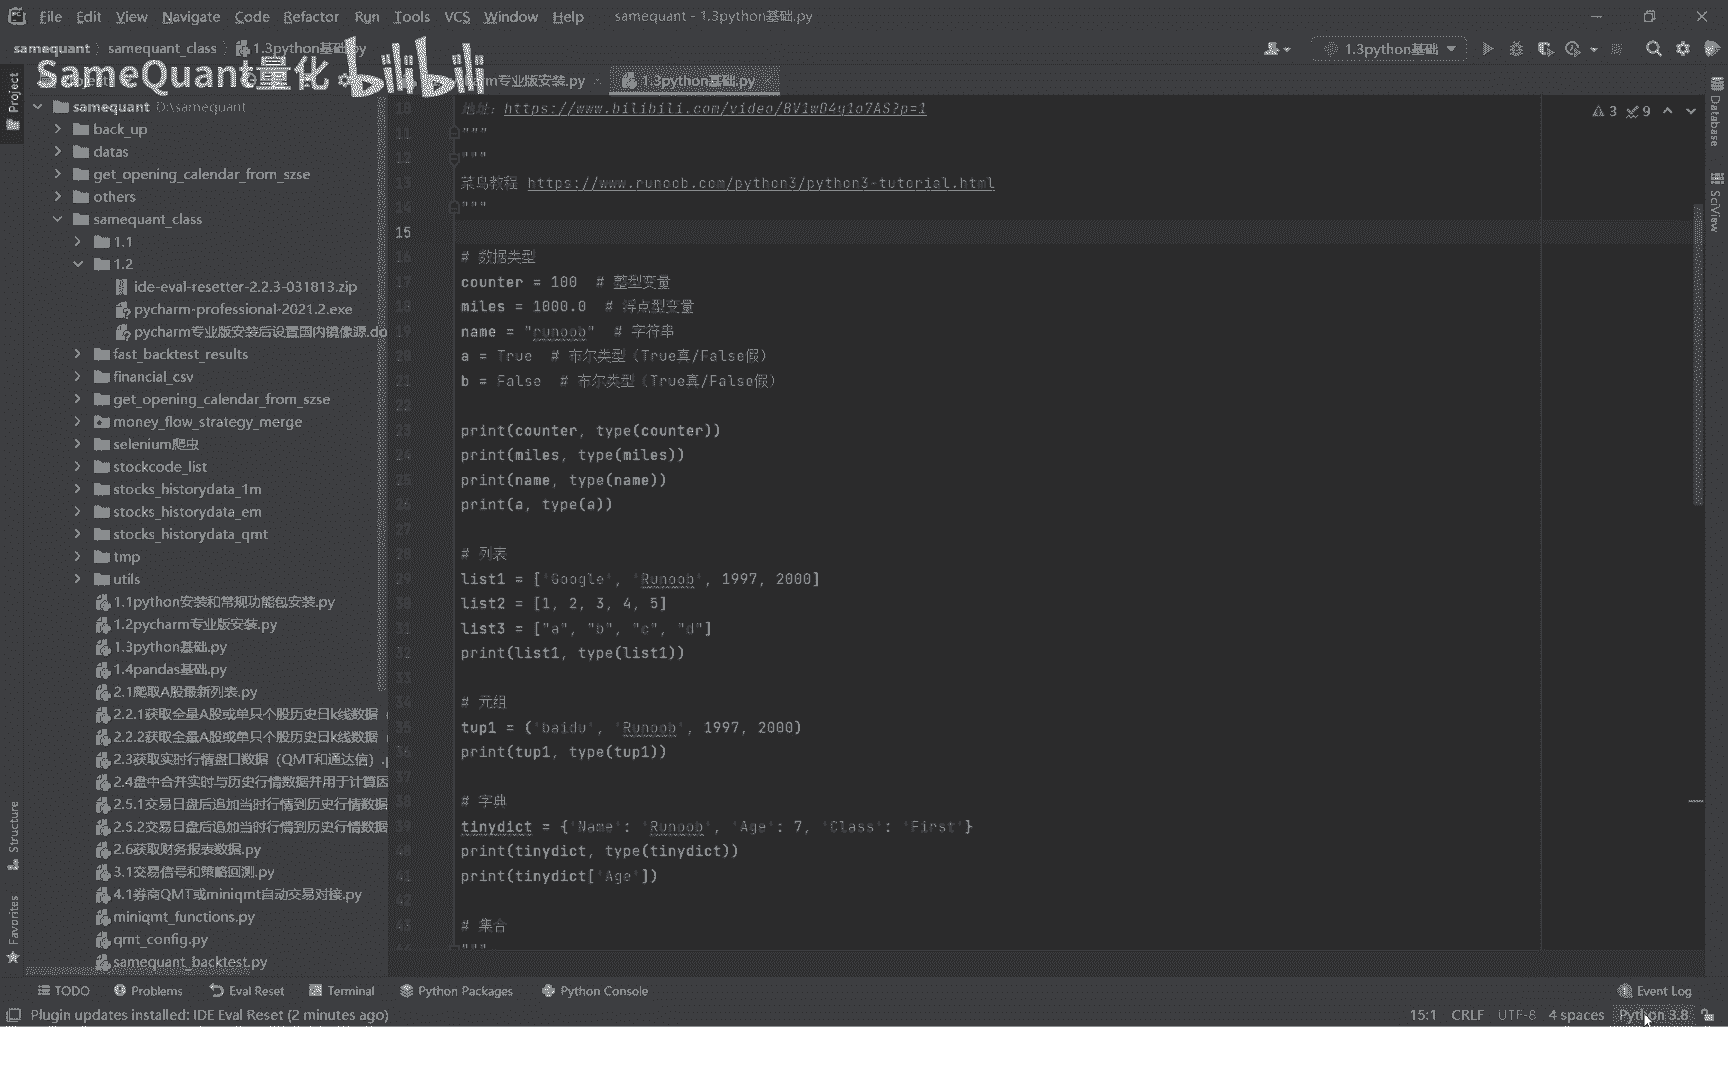 File Edit View Navigate Code Refactor Run Tools VCS Window Help samequant - 1.3python基础.py
samequant samequant_class 1.3python基础.py
1.3python基础
SameQuant量化 bilibili
专业版安装.py 1.3python基础.py
Project
samequant D:\samequant
back_up
datas
get_opening_calendar_from_szse
others
samequant_class
1.1
1.2
ide-eval-resetter-2.2.3-031813.zip
pycharm-professional-2021.2.exe
pycharm专业版安装后设置国内镜像源.do
fast_backtest_results
financial_csv
get_opening_calendar_from_szse
money_flow_strategy_merge
selenium爬虫
stockcode_list
stocks_historydata_1m
stocks_historydata_em
stocks_historydata_qmt
tmp
utils
1.1python安装和常规功能包安装.py
1.2pycharm专业版安装.py
1.3python基础.py
1.4pandas基础.py
2.1爬取A股最新列表.py
2.2.1获取全量A股或单只个股历史日k线数据
2.2.2获取全量A股或单只个股历史日k线数据
2.3获取实时行情盘口数据（QMT和通达信）.p
2.4盘中合并实时与历史行情数据并用于计算因
2.5.1交易日盘后追加当时行情到历史行情数据
2.5.2交易日盘后追加当时行情到历史行情数据
2.6获取财务报表数据.py
3.1交易信号和策略回测.py
4.1券商QMT或miniqmt自动交易对接.py
miniqmt_functions.py
qmt_config.py
samequant_backtest.py
Structure
Favorites
10 地址：https://www.bilibili.com/video/BV1wD4y1o7AS?p=1
11 """
12 """
13 菜鸟教程 https://www.runoob.com/python3/python3-tutorial.html
14 """
15
16 # 数据类型
17 counter = 100 # 整型变量
18 miles = 1000.0 # 浮点型变量
19 name = "runoob" # 字符串
20 a = True # 布尔类型（True真/False假）
21 b = False # 布尔类型（True真/False假）
22
23 print(counter, type(counter))
24 print(miles, type(miles))
25 print(name, type(name))
26 print(a, type(a))
27
28 # 列表
29 list1 = ['Google', 'Runoob', 1997, 2000]
30 list2 = [1, 2, 3, 4, 5]
31 list3 = ["a", "b", "c", "d"]
32 print(list1, type(list1))
33
34 # 元组
35 tup1 = ('baidu', 'Runoob', 1997, 2000)
36 print(tup1, type(tup1))
37
38 # 字典
39 tinydict = {'Name': 'Runoob', 'Age': 7, 'Class': 'First'}
40 print(tinydict, type(tinydict))
41 print(tinydict['Age'])
42
43 # 集合
44 """
3 9
Database
SciView
TODO Problems Eval Reset Terminal Python Packages Python Console Event Log
Plugin updates installed: IDE Eval Reset (2 minutes ago) 15:1 CRLF UTF-8 4 spaces Python 3.8